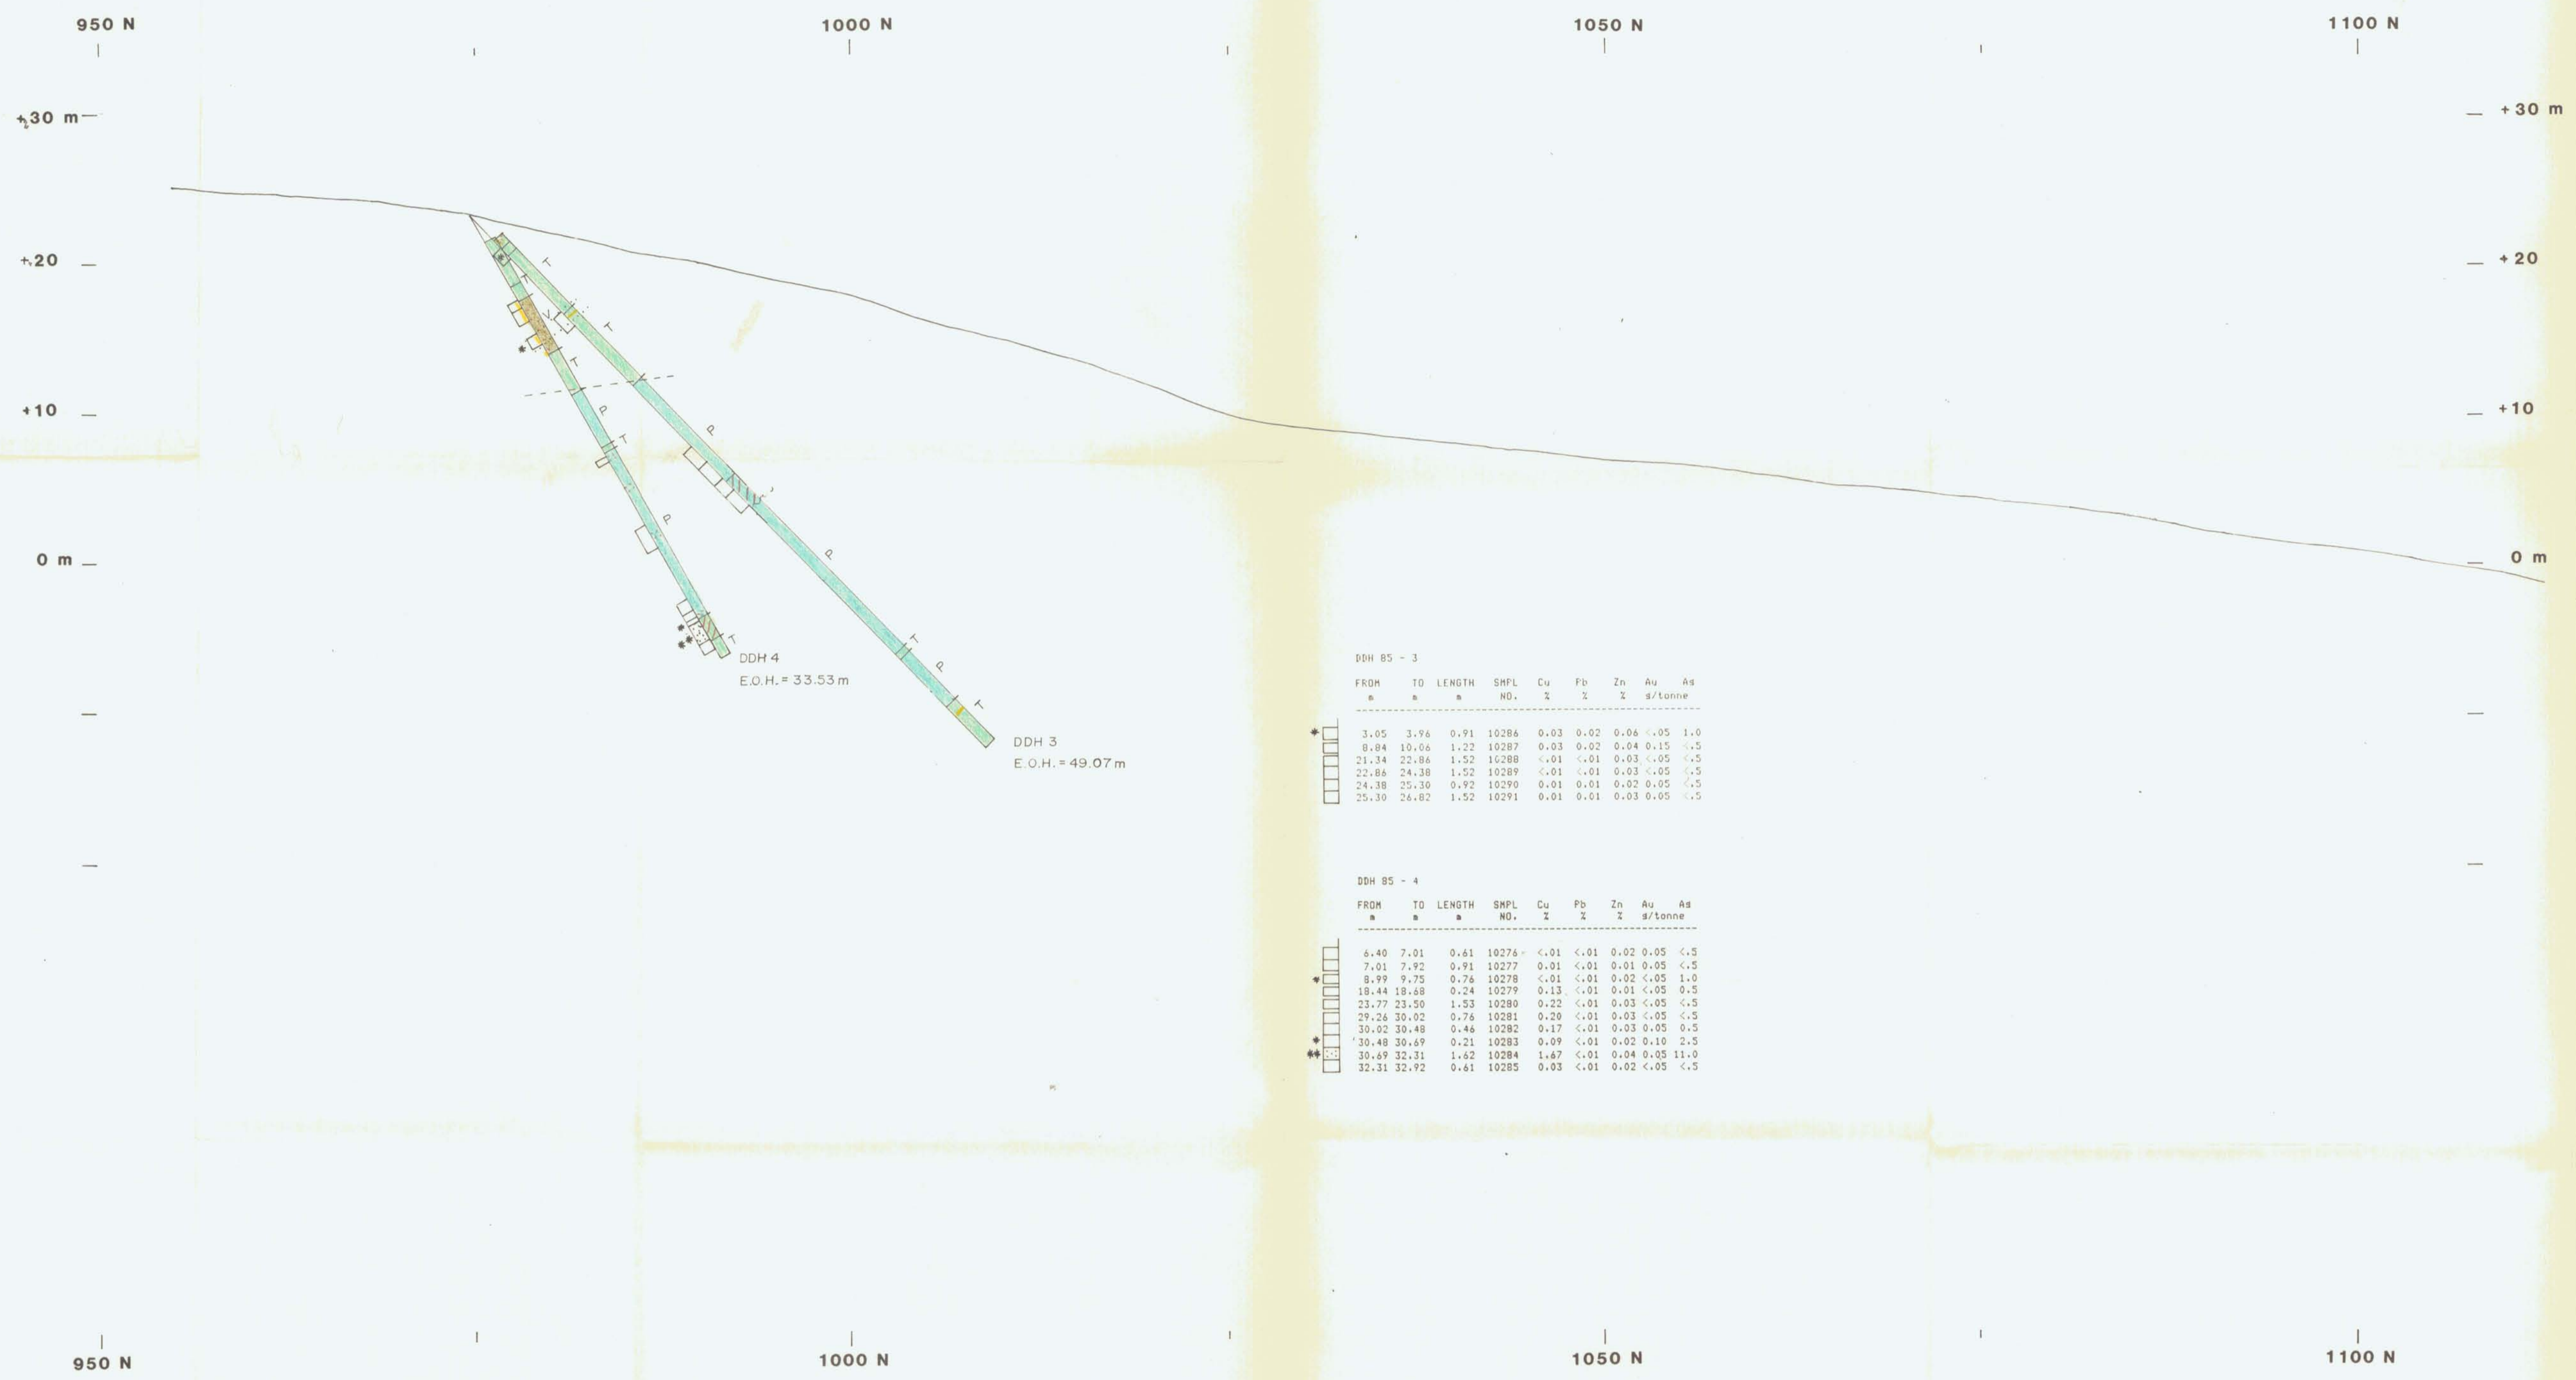 950 N 1000 N 1050 N 1100 N
+30 m +30 m
+20 +20
+10 +10
0 m 0 m
T
T
T
V
T
T
P
P
T
P
P
T
T
P
T
DDH 4
E.O.H. = 33.53 m
DDH 3
E.O.H. = 49.07 m
DDH 85 - 3
FROM TO LENGTH SMPL Cu Pb Zn Au Ag
m m m NO. % % % g/tonne
* 3.05 3.96 0.91 10286 0.03 0.02 0.06 <.05 1.0
8.84 10.06 1.22 10287 0.03 0.02 0.04 0.15 <.5
21.34 22.86 1.52 10288 <.01 <.01 0.03 <.05 <.5
22.86 24.38 1.52 10289 <.01 <.01 0.03 <.05 <.5
24.38 25.30 0.92 10290 0.01 0.01 0.02 0.05 <.5
25.30 26.82 1.52 10291 0.01 0.01 0.03 0.05 <.5
DDH 85 - 4
FROM TO LENGTH SMPL Cu Pb Zn Au Ag
m m m NO. % % % g/tonne
6.40 7.01 0.61 10276 <.01 <.01 0.02 0.05 <.5
7.01 7.92 0.91 10277 0.01 <.01 0.01 0.05 <.5
* 8.99 9.75 0.76 10278 <.01 <.01 0.02 <.05 1.0
18.44 18.68 0.24 10279 0.13 <.01 0.01 <.05 0.5
23.77 23.50 1.53 10280 0.22 <.01 0.03 <.05 <.5
29.26 30.02 0.76 10281 0.20 <.01 0.03 <.05 <.5
30.02 30.48 0.46 10282 0.17 <.01 0.03 0.05 0.5
* 30.48 30.69 0.21 10283 0.09 <.01 0.02 0.10 2.5
** 30.69 32.31 1.62 10284 1.67 <.01 0.04 0.05 11.0
32.31 32.92 0.61 10285 0.03 <.01 0.02 <.05 <.5
950 N 1000 N 1050 N 1100 N